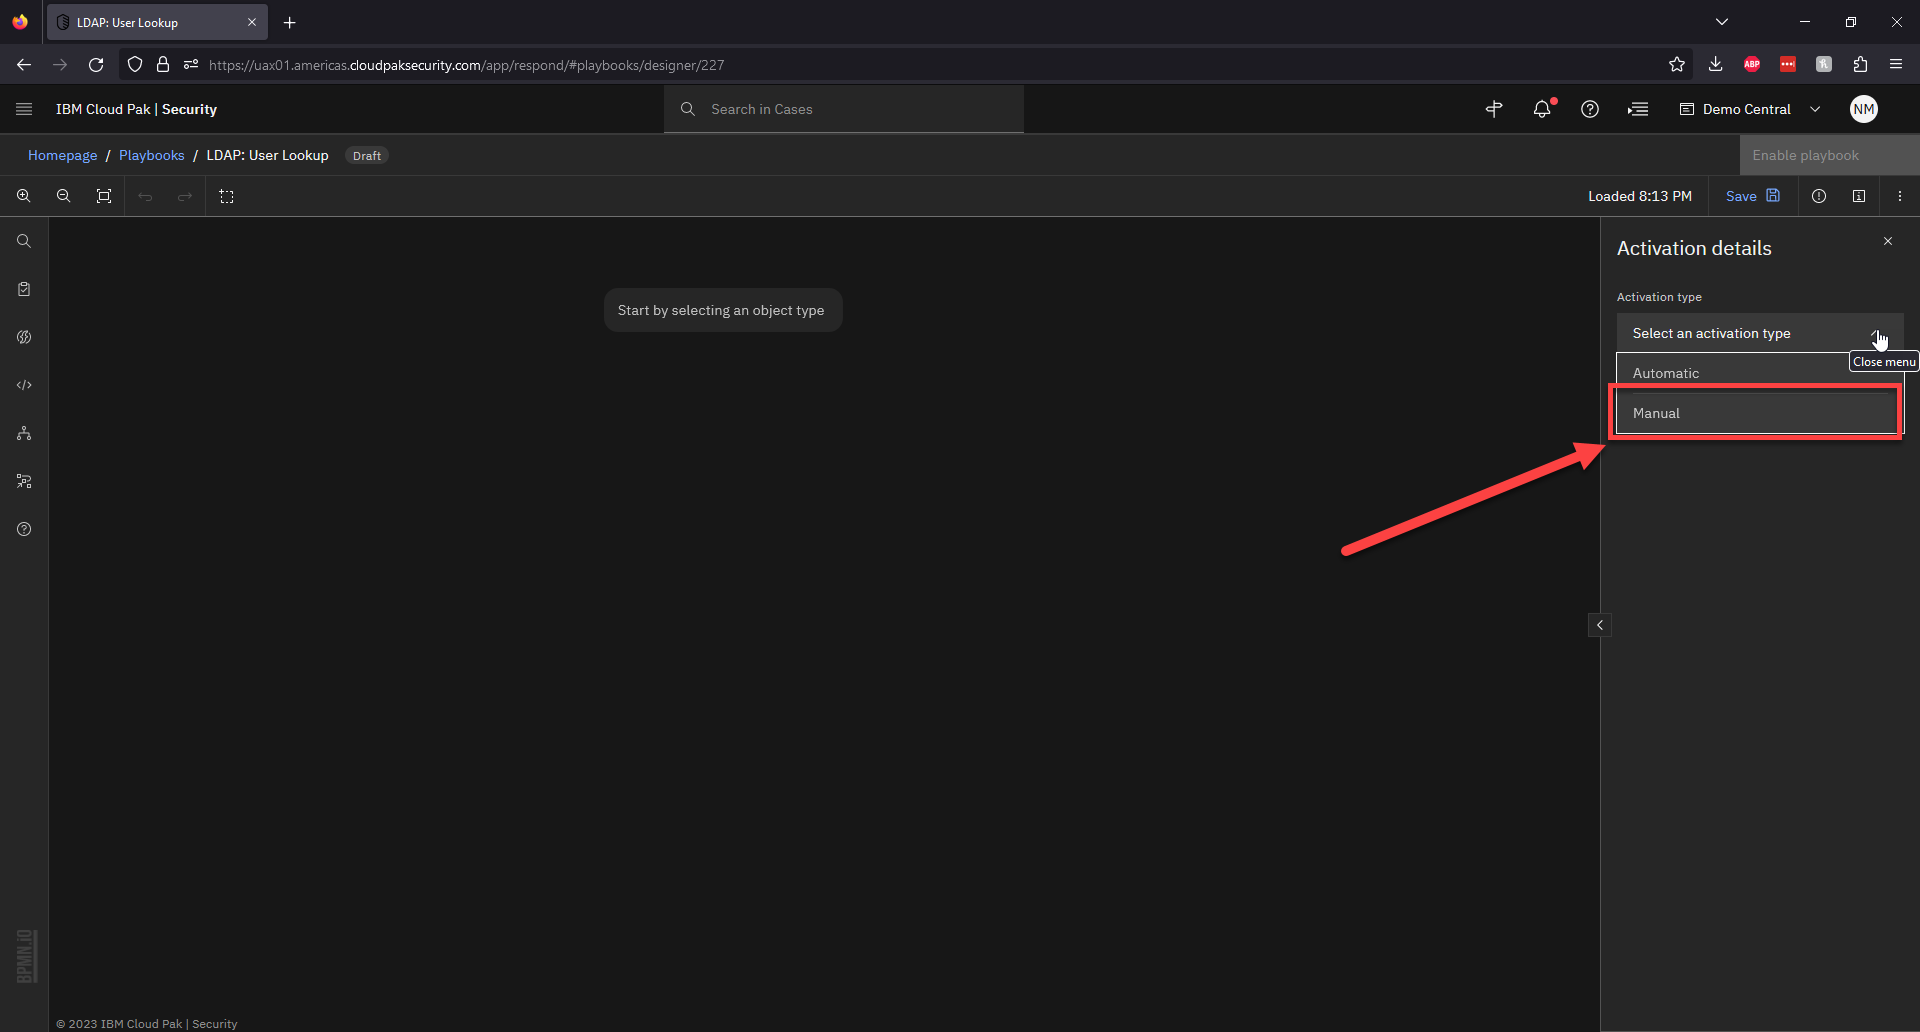 LDAP: User Lookup
https://uax01.americas.cloudpaksecurity.com/app/respond/#playbooks/designer/227
ABP
IBM Cloud Pak | Security
Search in Cases
Demo Central
NM
Homepage / Playbooks / LDAP: User Lookup
Draft
Enable playbook
Loaded 8:13 PM
Save
Activation details
Start by selecting an object type
Activation type
Select an activation type
Close menu
Automatic
Manual
BPMN.iO
© 2023 IBM Cloud Pak | Security